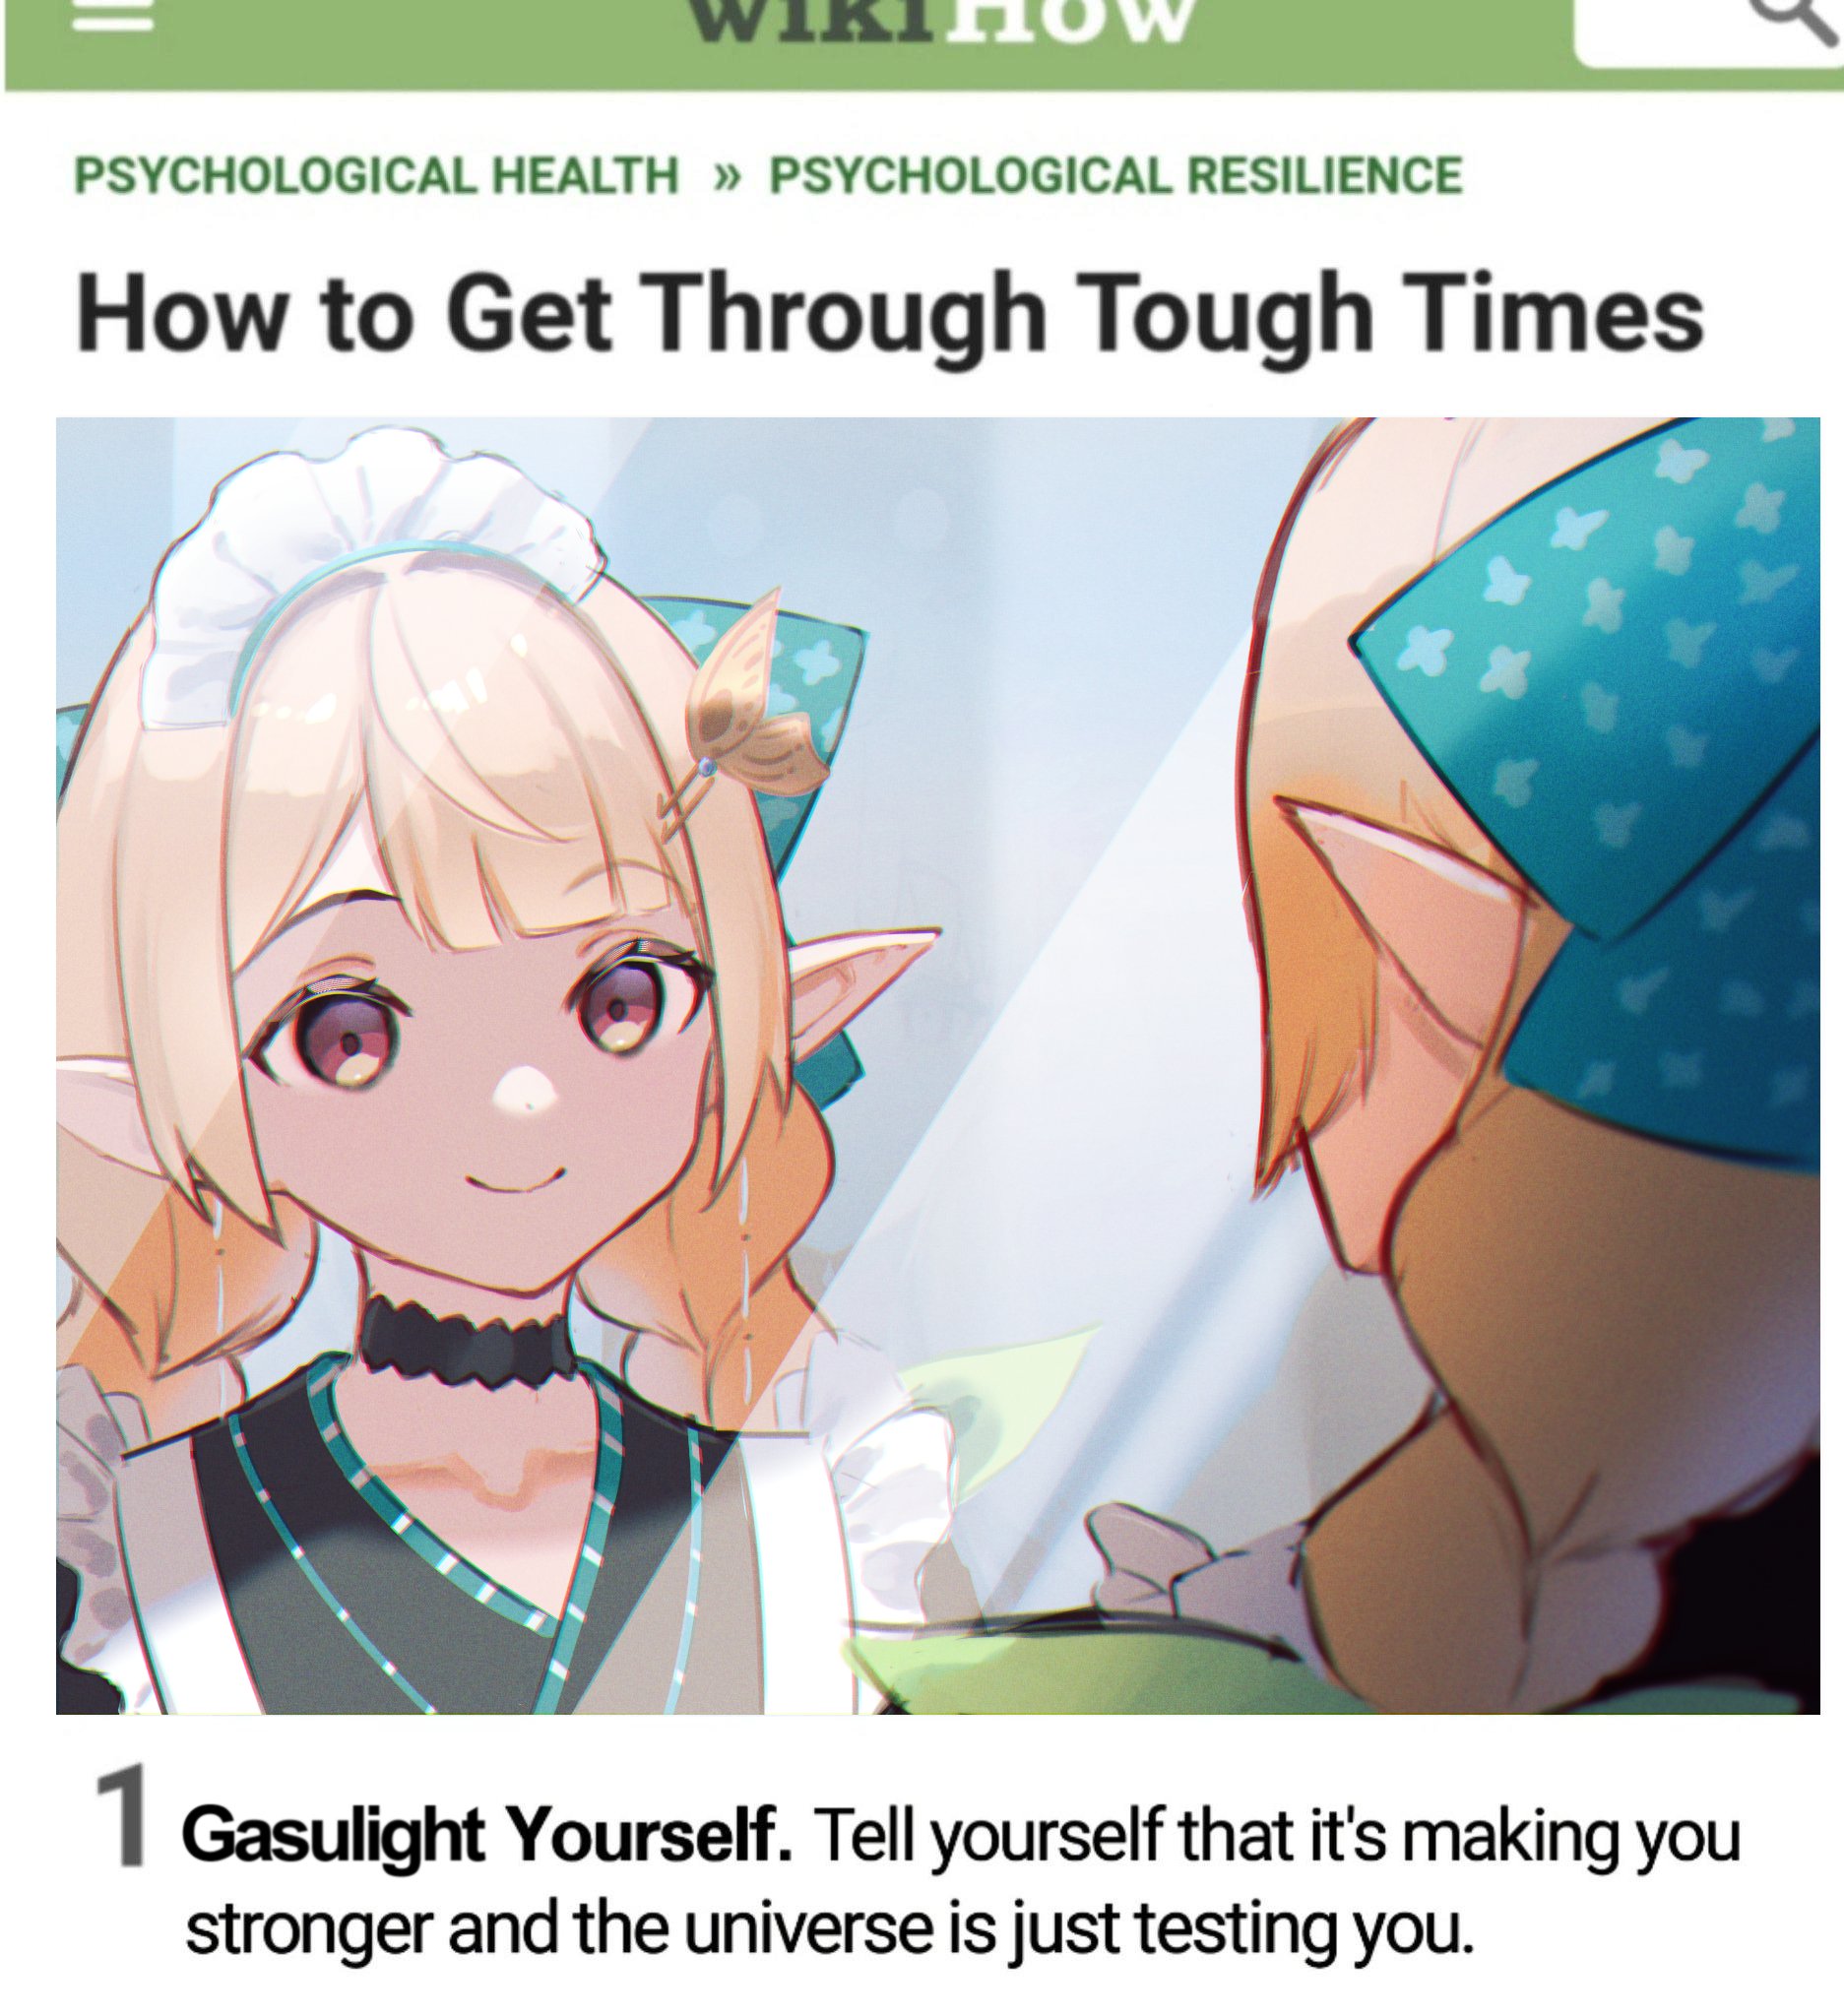 wikiHow
PSYCHOLOGICAL HEALTH » PSYCHOLOGICAL RESILIENCE
How to Get Through Tough Times
1 Gasulight Yourself. Tell yourself that it's making you
stronger and the universe is just testing you.